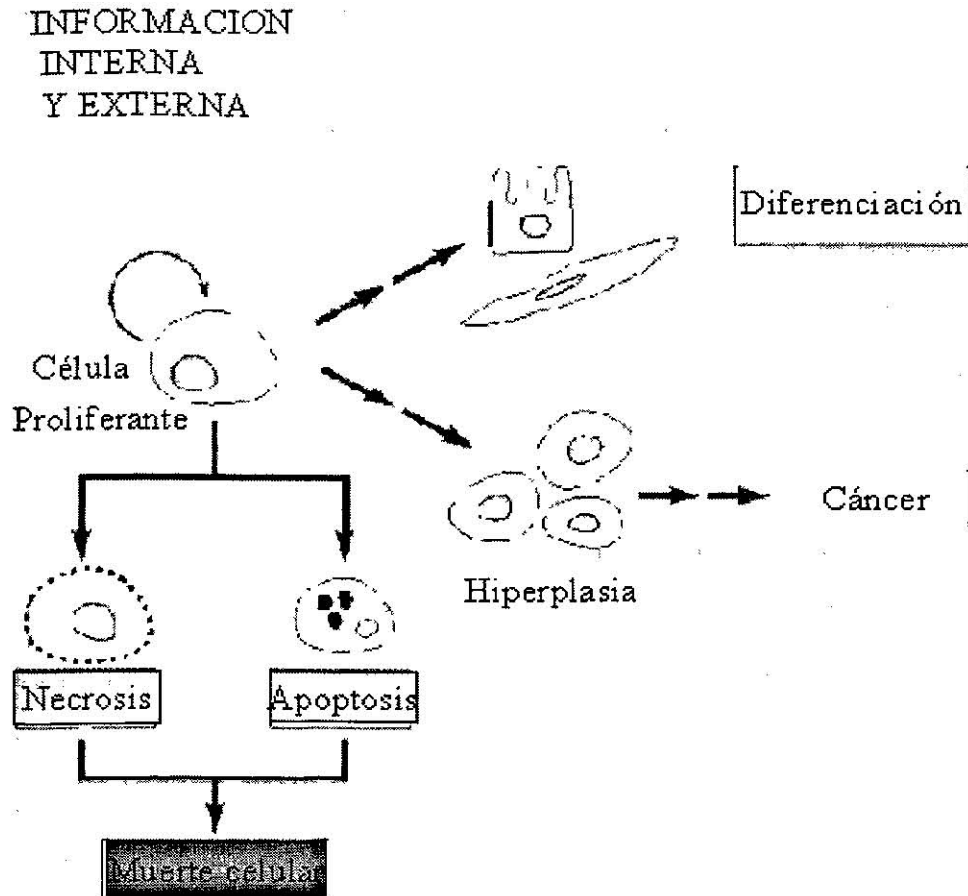 INFORMACION
INTERNA
Y EXTERNA
Diferenciación
Célula
Proliferante
Cáncer
Hiperplasia
Necrosis
Apoptosis
Muerte celular